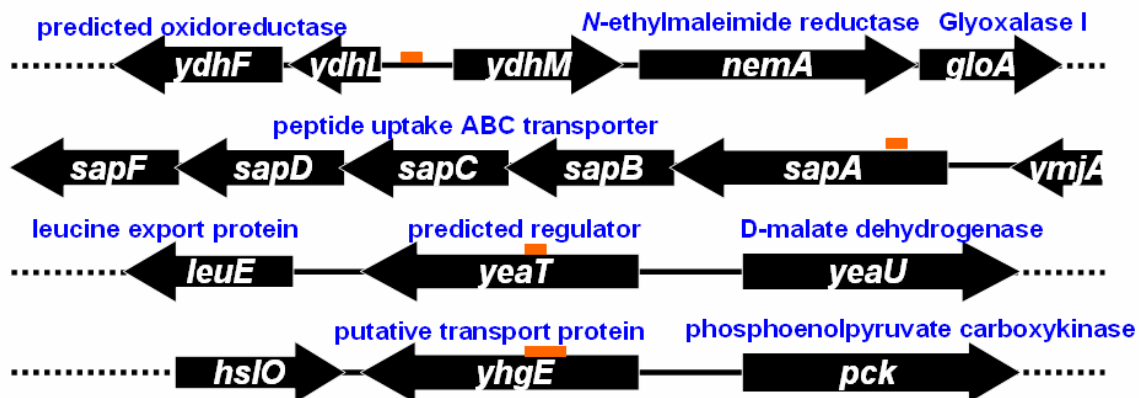 predicted oxidoreductase N-ethylmaleimide reductase Glyoxalase I
ydhF ydhL ydhM nemA gloA
peptide uptake ABC transporter
sapF sapD sapC sapB sapA ymjA
leucine export protein predicted regulator D-malate dehydrogenase
leuE yeaT yeaU
putative transport protein phosphoenolpyruvate carboxykinase
hslO yhgE pck